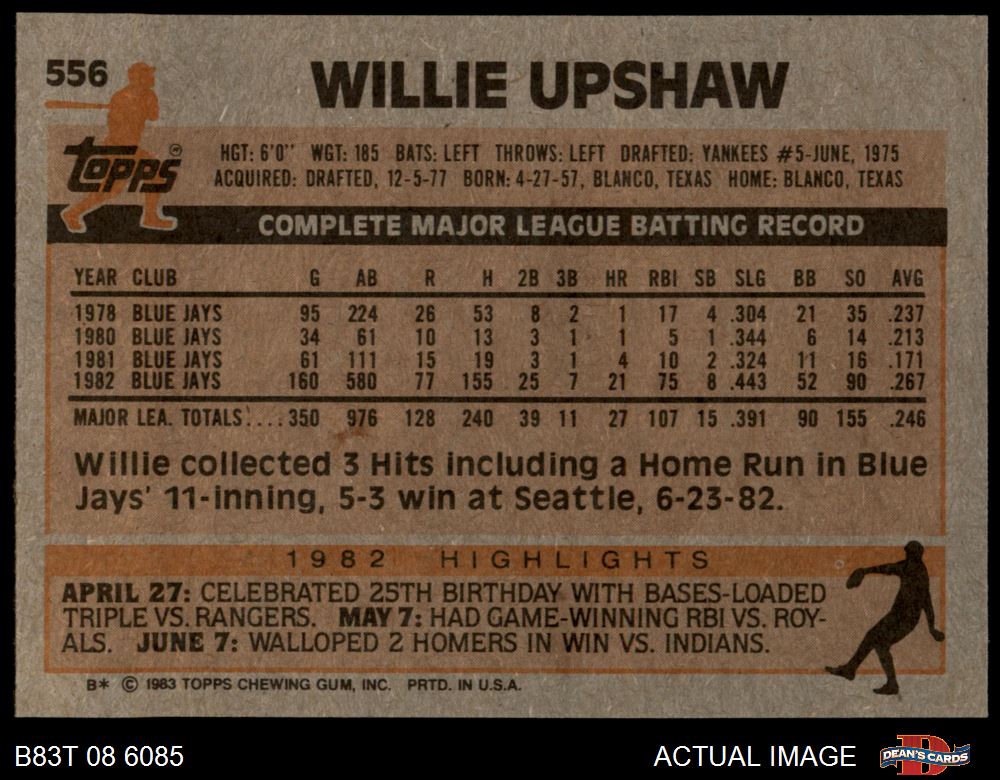 556
WILLIE UPSHAW
Topps®
HGT: 6'0" WGT: 185 BATS: LEFT THROWS: LEFT DRAFTED: YANKEES #5-JUNE, 1975
ACQUIRED: DRAFTED, 12-5-77 BORN: 4-27-57, BLANCO, TEXAS HOME: BLANCO, TEXAS
COMPLETE MAJOR LEAGUE BATTING RECORD
YEAR CLUB G AB R H 2B 3B HR RBI SB SLG BB SO AVG
1978 BLUE JAYS 95 224 26 53 8 2 1 17 4 .304 21 35 .237
1980 BLUE JAYS 34 61 10 13 3 1 1 5 1 .344 6 14 .213
1981 BLUE JAYS 61 111 15 19 3 1 4 10 2 .324 11 16 .171
1982 BLUE JAYS 160 580 77 155 25 7 21 75 8 .443 52 90 .267
MAJOR LEA. TOTALS.... 350 976 128 240 39 11 27 107 15 .391 90 155 .246
Willie collected 3 Hits including a Home Run in Blue
Jays' 11-inning, 5-3 win at Seattle, 6-23-82.
1982 HIGHLIGHTS
APRIL 27: CELEBRATED 25TH BIRTHDAY WITH BASES-LOADED
TRIPLE VS. RANGERS. MAY 7: HAD GAME-WINNING RBI VS. ROY-
ALS. JUNE 7: WALLOPED 2 HOMERS IN WIN VS. INDIANS.
B* © 1983 TOPPS CHEWING GUM, INC. PRTD. IN U.S.A.
B83T 08 6085
ACTUAL IMAGE
DEAN'S CARDS